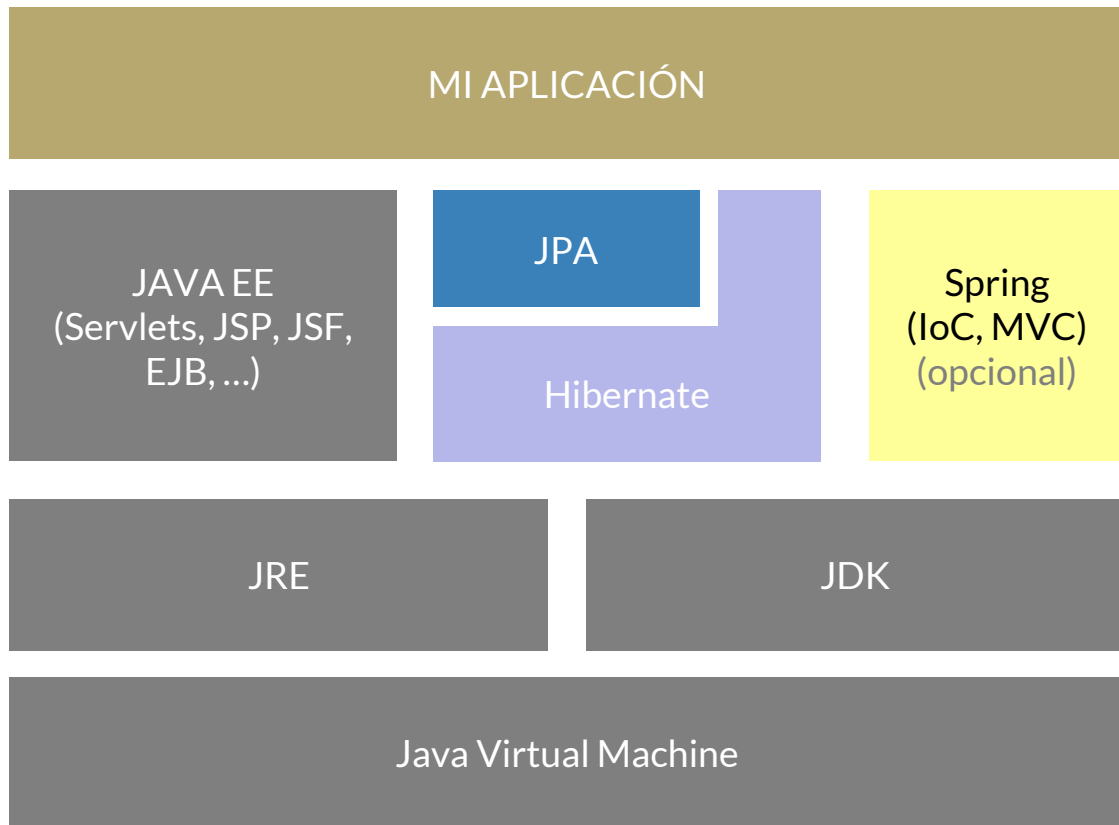 MI APLICACIÓN
JAVA EE
(Servlets, JSP, JSF,
EJB, ...)
JPA
Hibernate
Spring
(IoC, MVC)
(opcional)
JRE
JDK
Java Virtual Machine